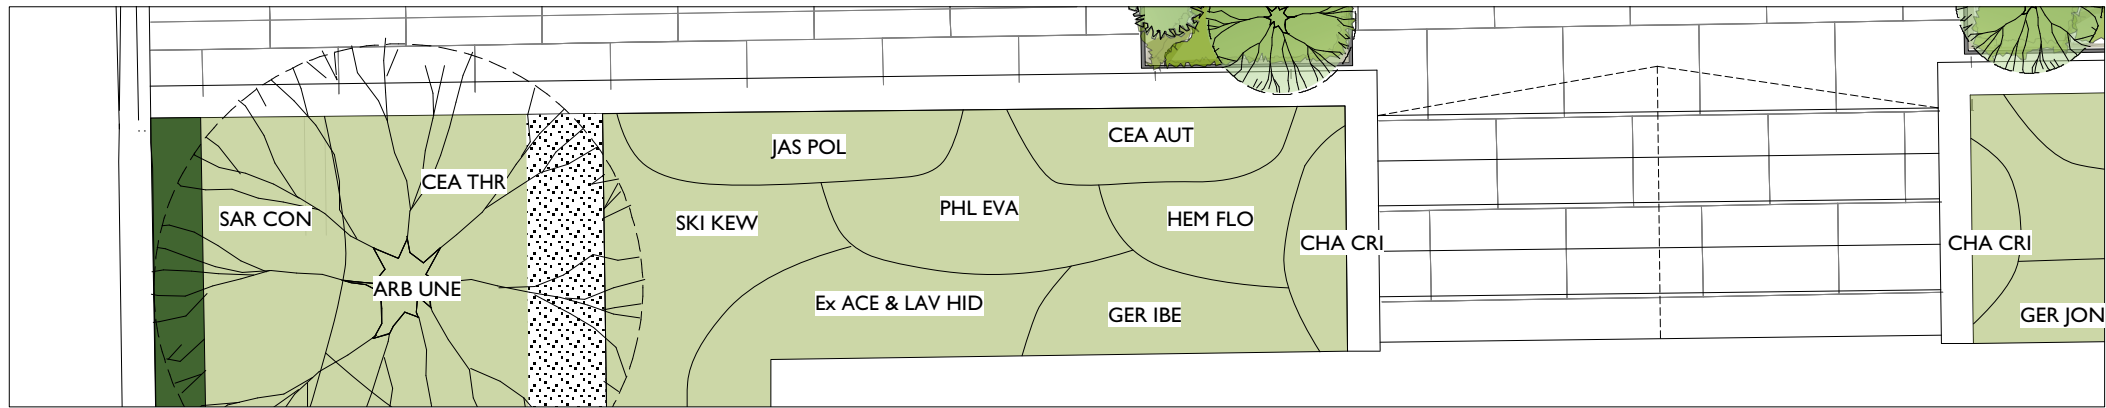 CEA AUT
JAS POL
CEA THR
PHL EVA
SAR CON
HEM FLO
SKI KEW
CHA CRI
CHA CRI
ARB UNE
Ex ACE & LAV HID
GER IBE
GER JON